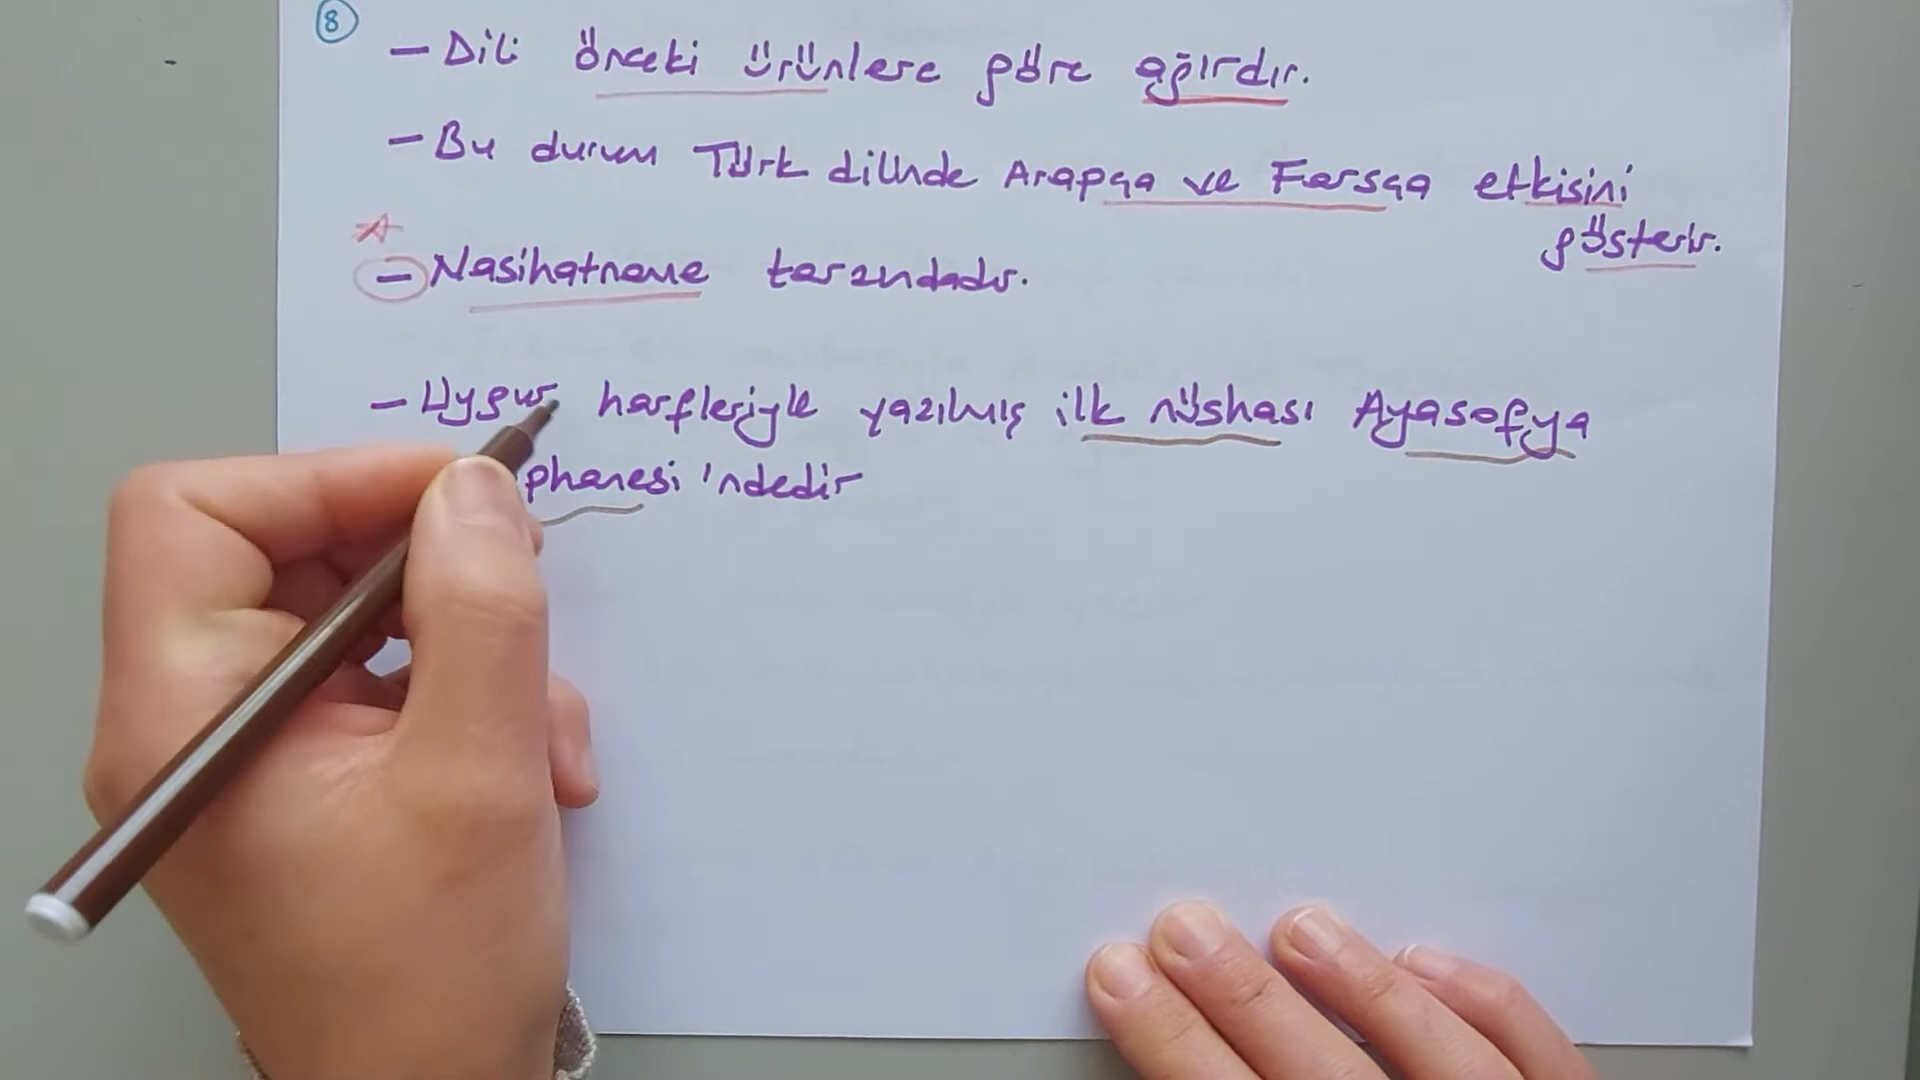 8
- Dili önceki ürünlere göre ağırdır.
- Bu durum Türk dilinde Arapça ve Farsça etkisini
gösterir.
- Nasihatname tarzındadır.
- Uygur harfleriyle yazılmış ilk nüshası Ayasofya
phanesi 'ndedir